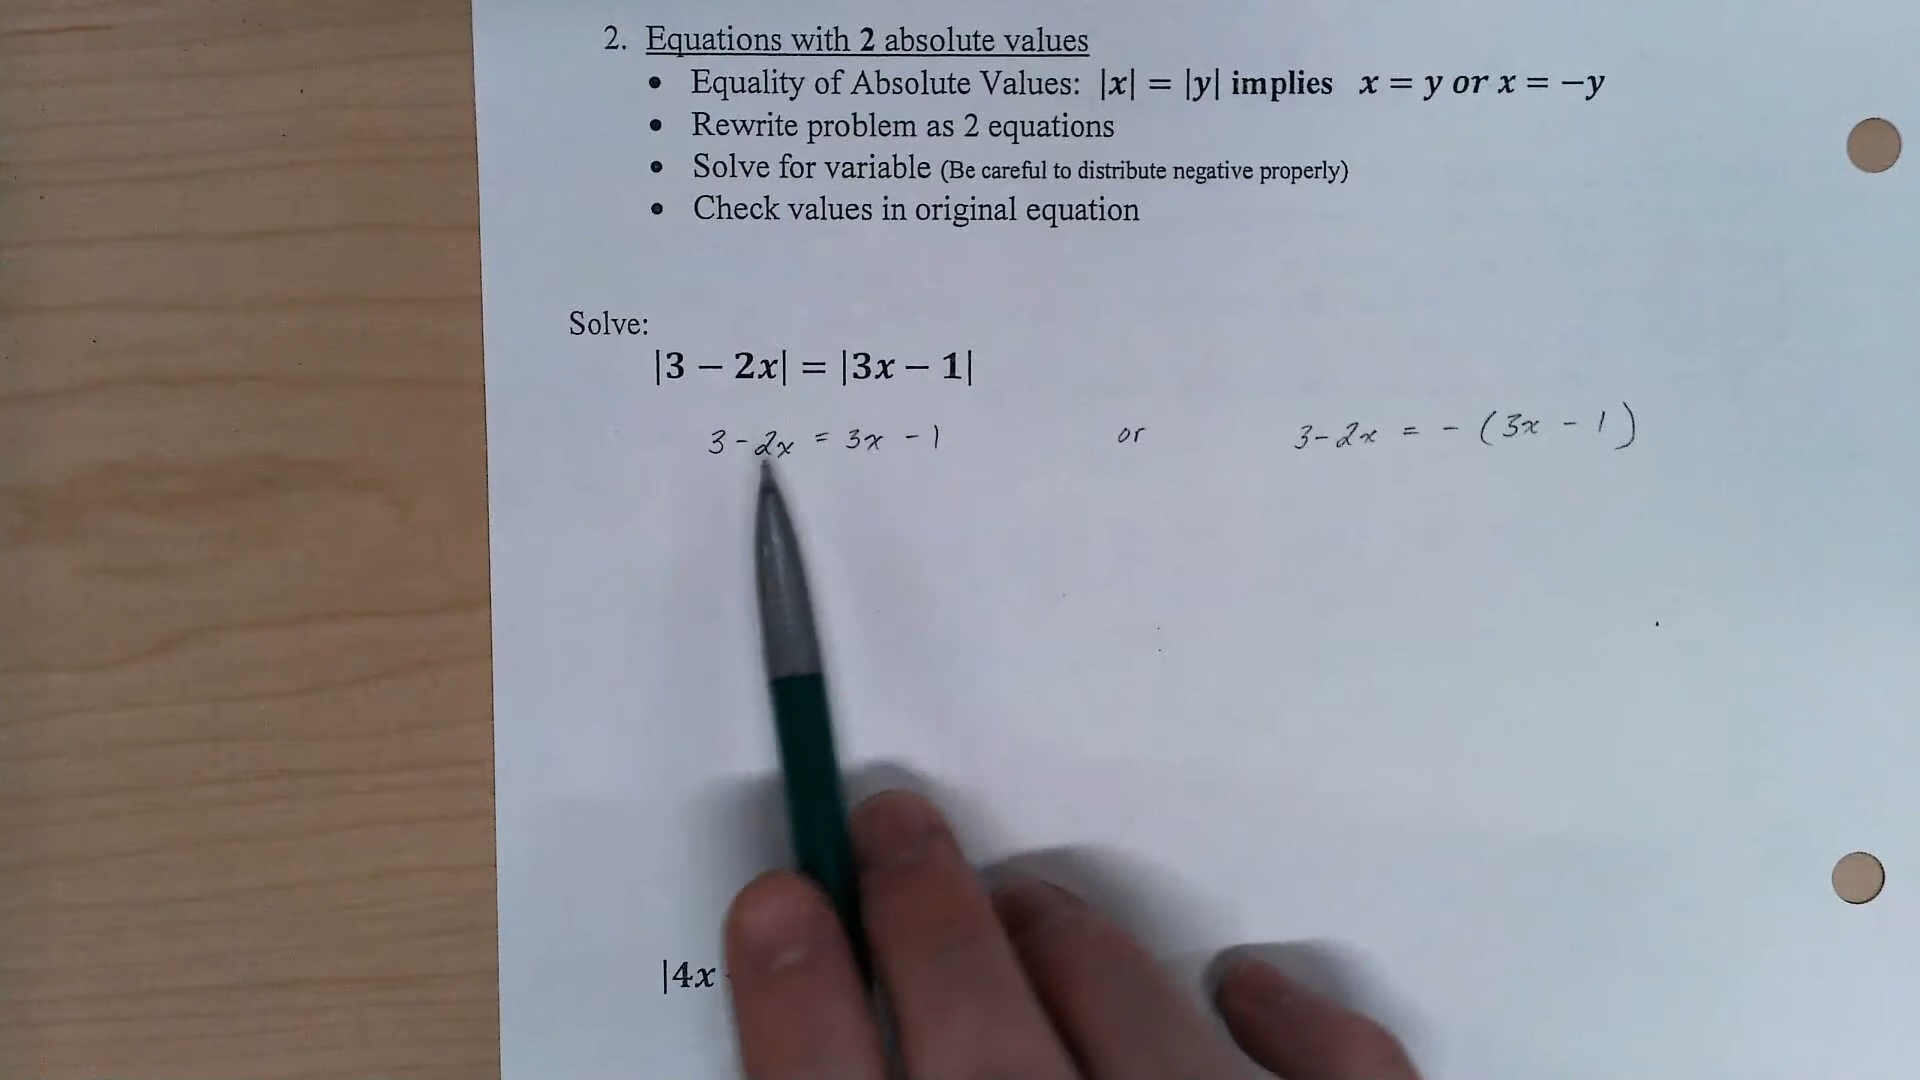 2. Equations with 2 absolute values
• Equality of Absolute Values: |x| = |y| implies x = y or x = −y
• Rewrite problem as 2 equations
• Solve for variable (Be careful to distribute negative properly)
• Check values in original equation
Solve:
|3 − 2x| = |3x − 1|
3 - 2x = 3x - 1 or 3 - 2x = - (3x - 1)
|4x